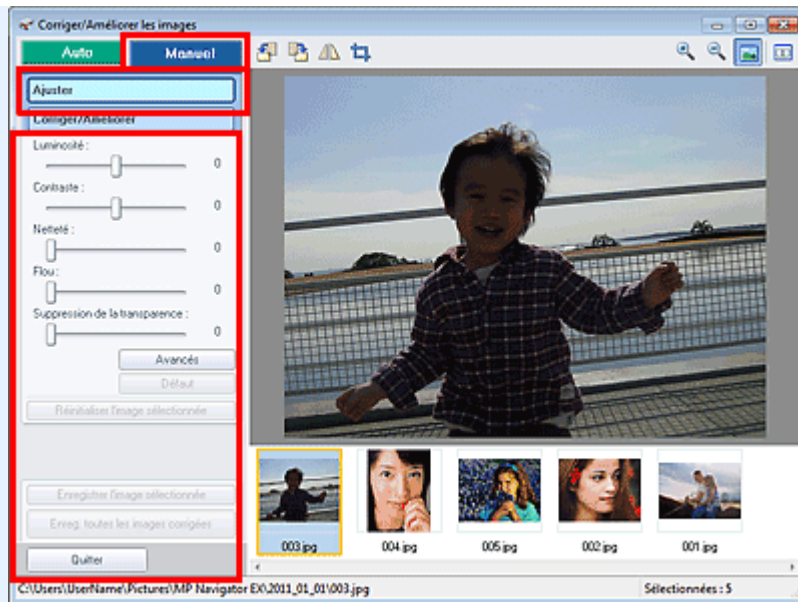 Corriger/Améliorer les images
Auto
Manuel
Ajuster
Corriger/Améliorer
Luminosité :
0
Contraste :
0
Netteté :
0
Flou :
0
Suppression de la transparence :
0
Avancés
Défaut
Réinitialiser l'image sélectionnée
Enregistrer l'image sélectionnée
Enreg. toutes les images corrigées
Quitter
003.jpg
004.jpg
005.jpg
002.jpg
001.jpg
C:\Users\UserName\Pictures\MP Navigator EX\2011_01_01\003.jpg
Sélectionnées : 5